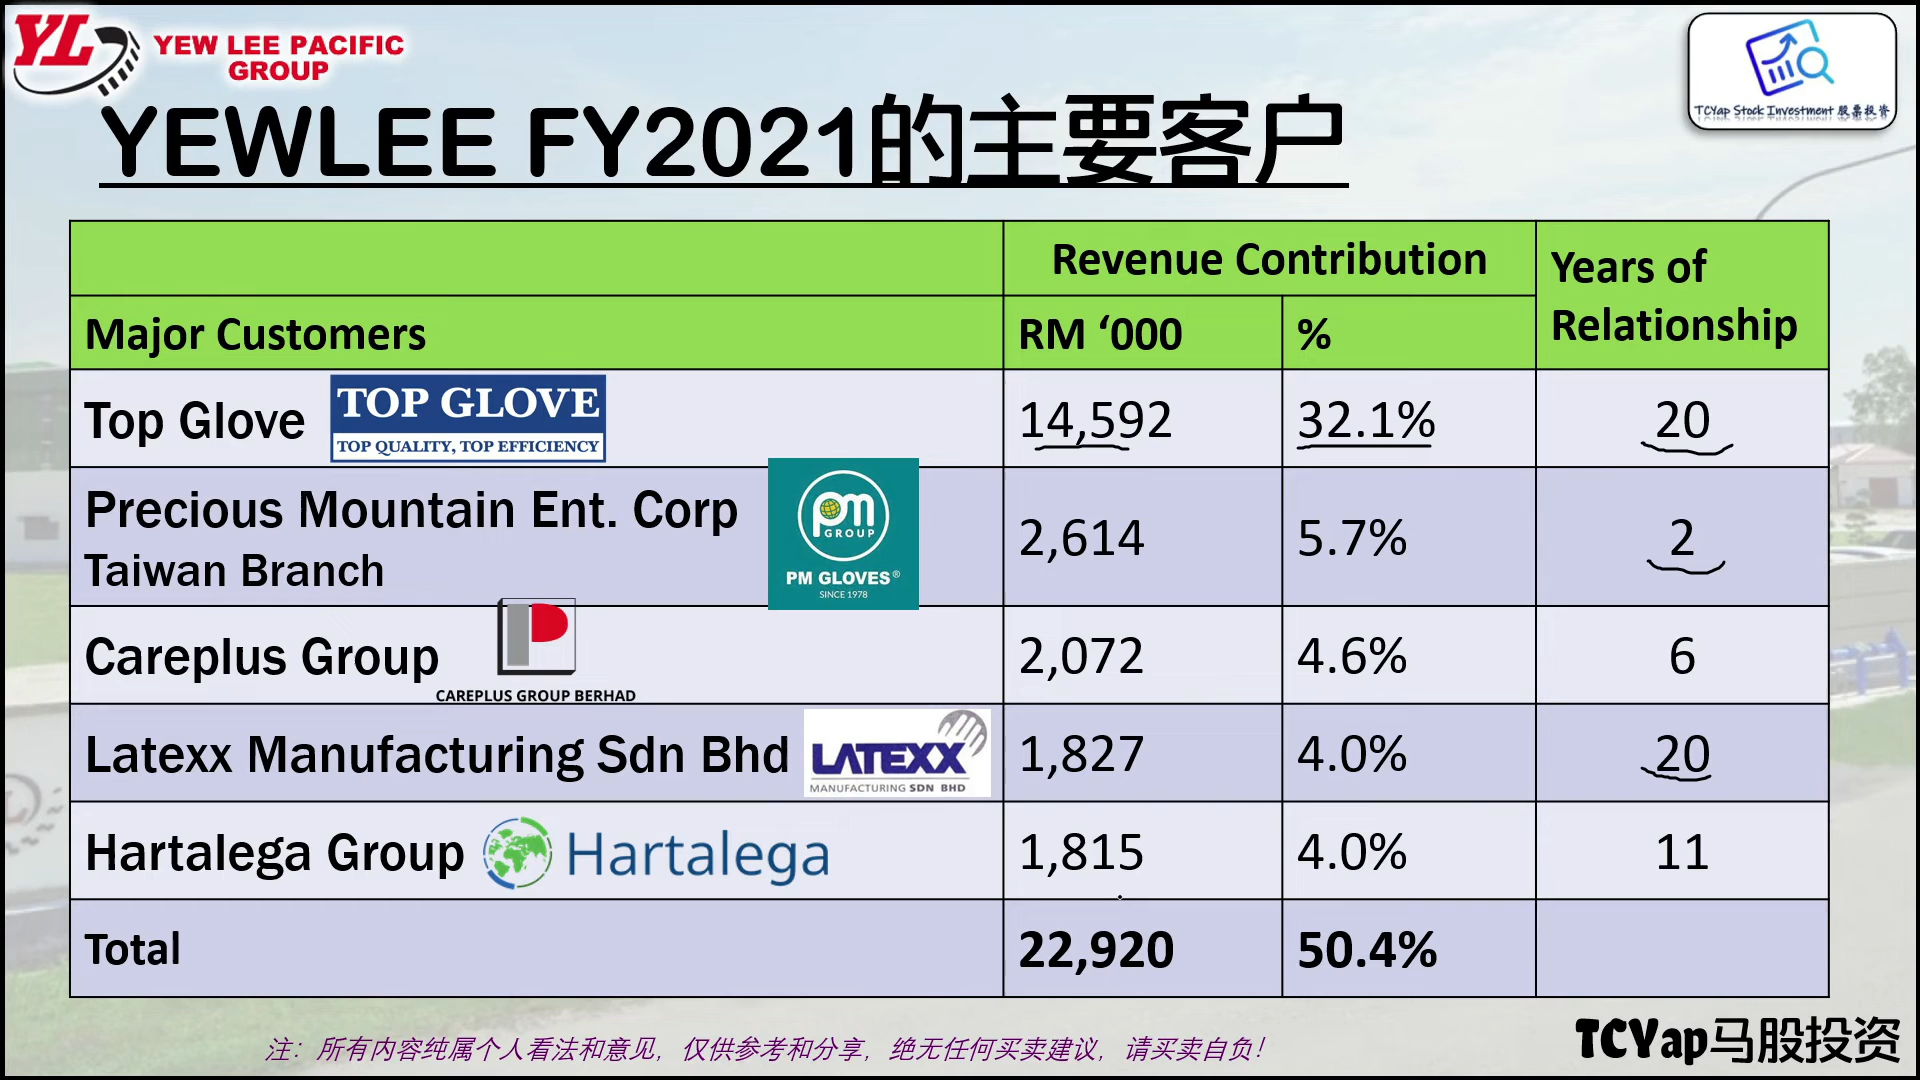 YL
YEW LEE PACIFIC
GROUP
TCYap Stock Investment 股票投资
YEWLEE FY2021的主要客户
Revenue Contribution
Years of
Relationship
Major Customers
RM ‘000
%
Top Glove
TOP GLOVE
TOP QUALITY, TOP EFFICIENCY
14,592
32.1%
20
Precious Mountain Ent. Corp
Taiwan Branch
pm
GROUP
PM GLOVES®
SINCE 1978
2,614
5.7%
2
Careplus Group
CAREPLUS GROUP BERHAD
2,072
4.6%
6
Latexx Manufacturing Sdn Bhd
LATEXX
MANUFACTURING SDN BHD
1,827
4.0%
20
Hartalega Group
Hartalega
1,815
4.0%
11
Total
22,920
50.4%
注：所有内容纯属个人看法和意见，仅供参考和分享，绝无任何买卖建议，请买卖自负！
TCYap马股投资